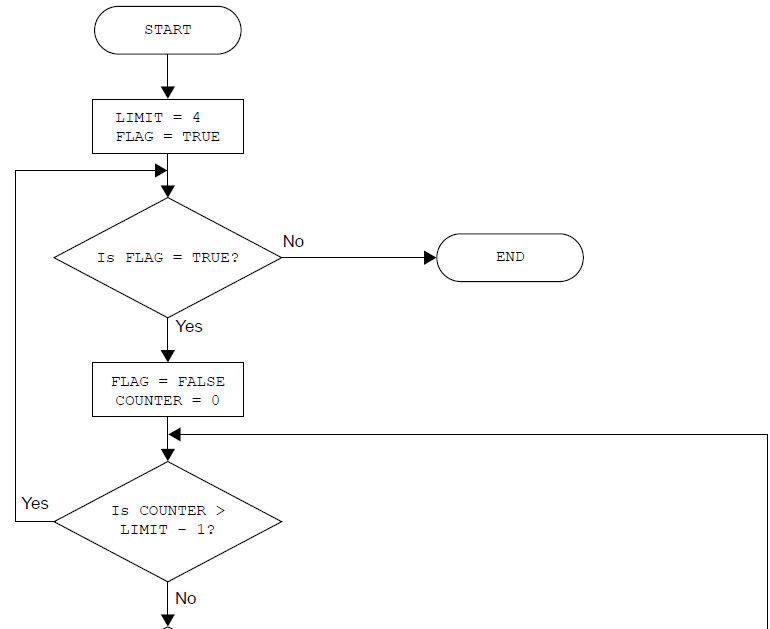 START
LIMIT = 4
FLAG = TRUE
Is FLAG = TRUE?
No
END
Yes
FLAG = FALSE
COUNTER = 0
Yes
Is COUNTER >
LIMIT - 1?
No